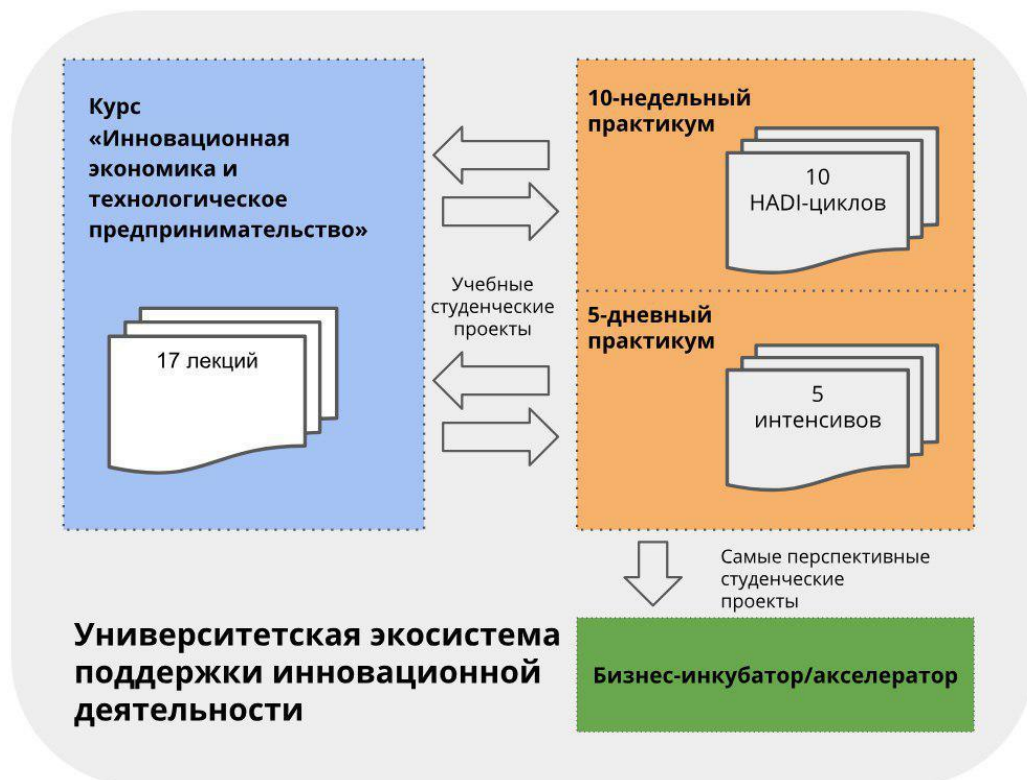 Курс
«Инновационная
экономика и
технологическое
предпринимательство»
17 лекций
Учебные
студенческие
проекты
10-недельный
практикум
10
HADI-циклов
5-дневный
практикум
5
интенсивов
Самые перспективные
студенческие
проекты
Университетская экосистема
поддержки инновационной
деятельности
Бизнес-инкубатор/акселератор